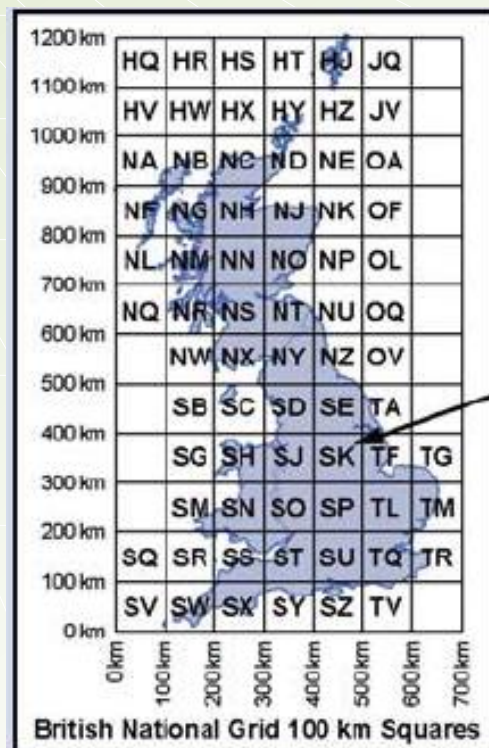 1200 km
HQ HR HS HT HJ JQ
1100 km
HV HW HX HY HZ JV
1000 km
NA NB NC ND NE OA
900 km
NF NG NH NJ NK OF
800 km
NL NM NN NO NP OL
700 km
NQ NR NS NT NU OQ
600 km
NW NX NY NZ OV
500 km
SB SC SD SE TA
400 km
SG SH SJ SK TF TG
300 km
SM SN SO SP TL TM
200 km
SQ SR SS ST SU TQ TR
100 km
SV SW SX SY SZ TV
0 km
0km 100km 200km 300km 400km 500km 600km 700km
British National Grid 100 km Squares